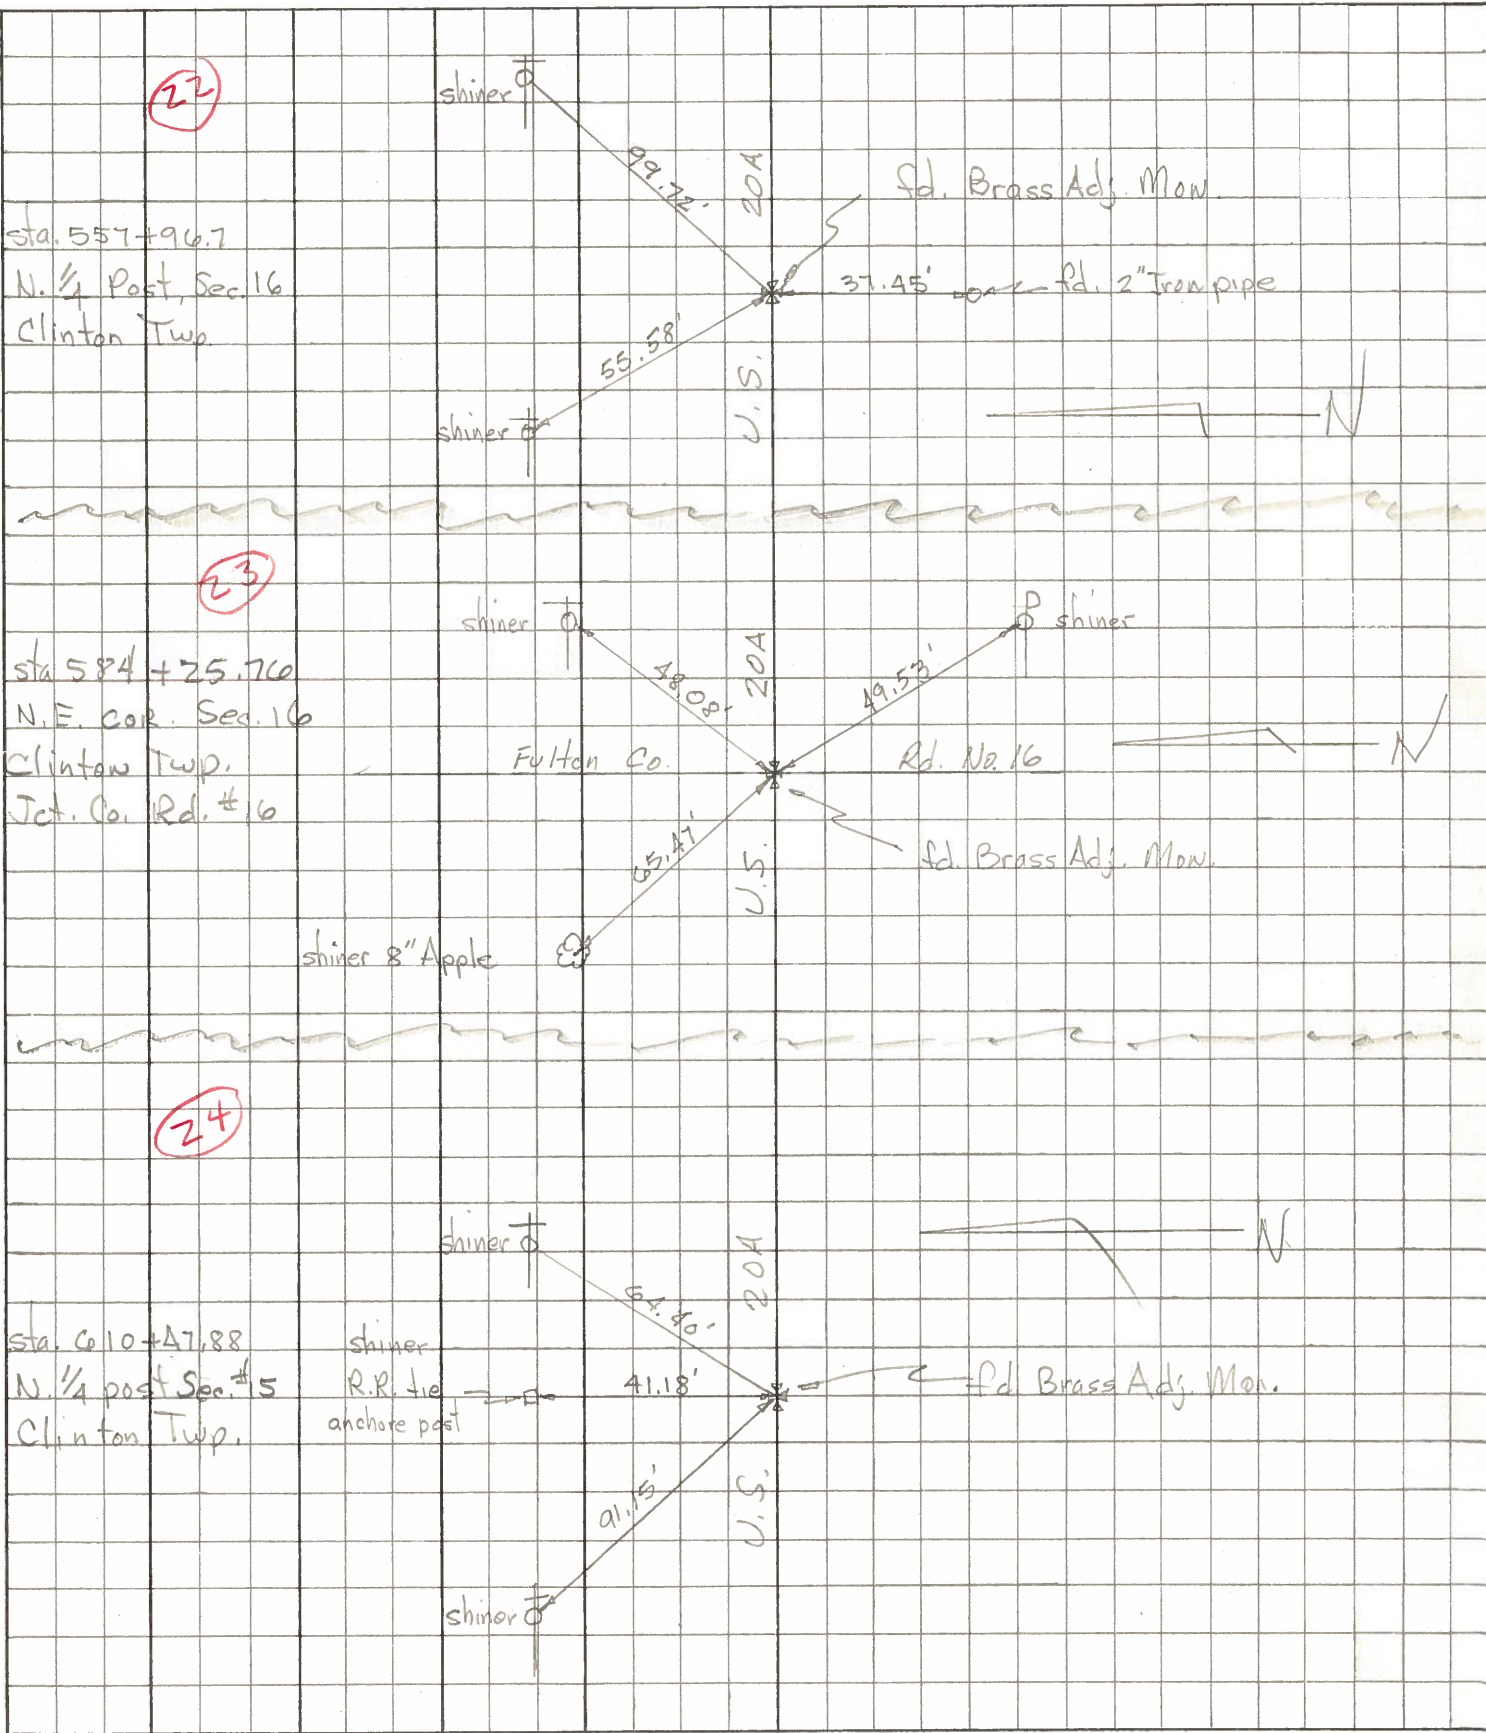 22
shiner
99.72'
U.S. 20A
fd. Brass Adj. Mon.
sta. 557+96.7
N. 1/4 Post, Sec. 16
Clinton Twp.
37.45'
fd. 2" Iron pipe
55.58'
shiner
N
23
shiner
shiner
48.08'
U.S. 20A
49.53'
sta 584+25.76
N.E. cor. Sec. 16
Clinton Twp.
Jct. Co. Rd. #16
Fulton Co.
Rd. No. 16
N
65.47'
fd. Brass Adj. Mon.
shiner 8" Apple
24
shiner
64.40'
U.S. 20A
N
sta. 610+47.88
N. 1/4 post Sec. #15
Clinton Twp.
shiner
R.R. tie
anchore post
41.18'
fd Brass Adj. Mon.
91.15'
shiner